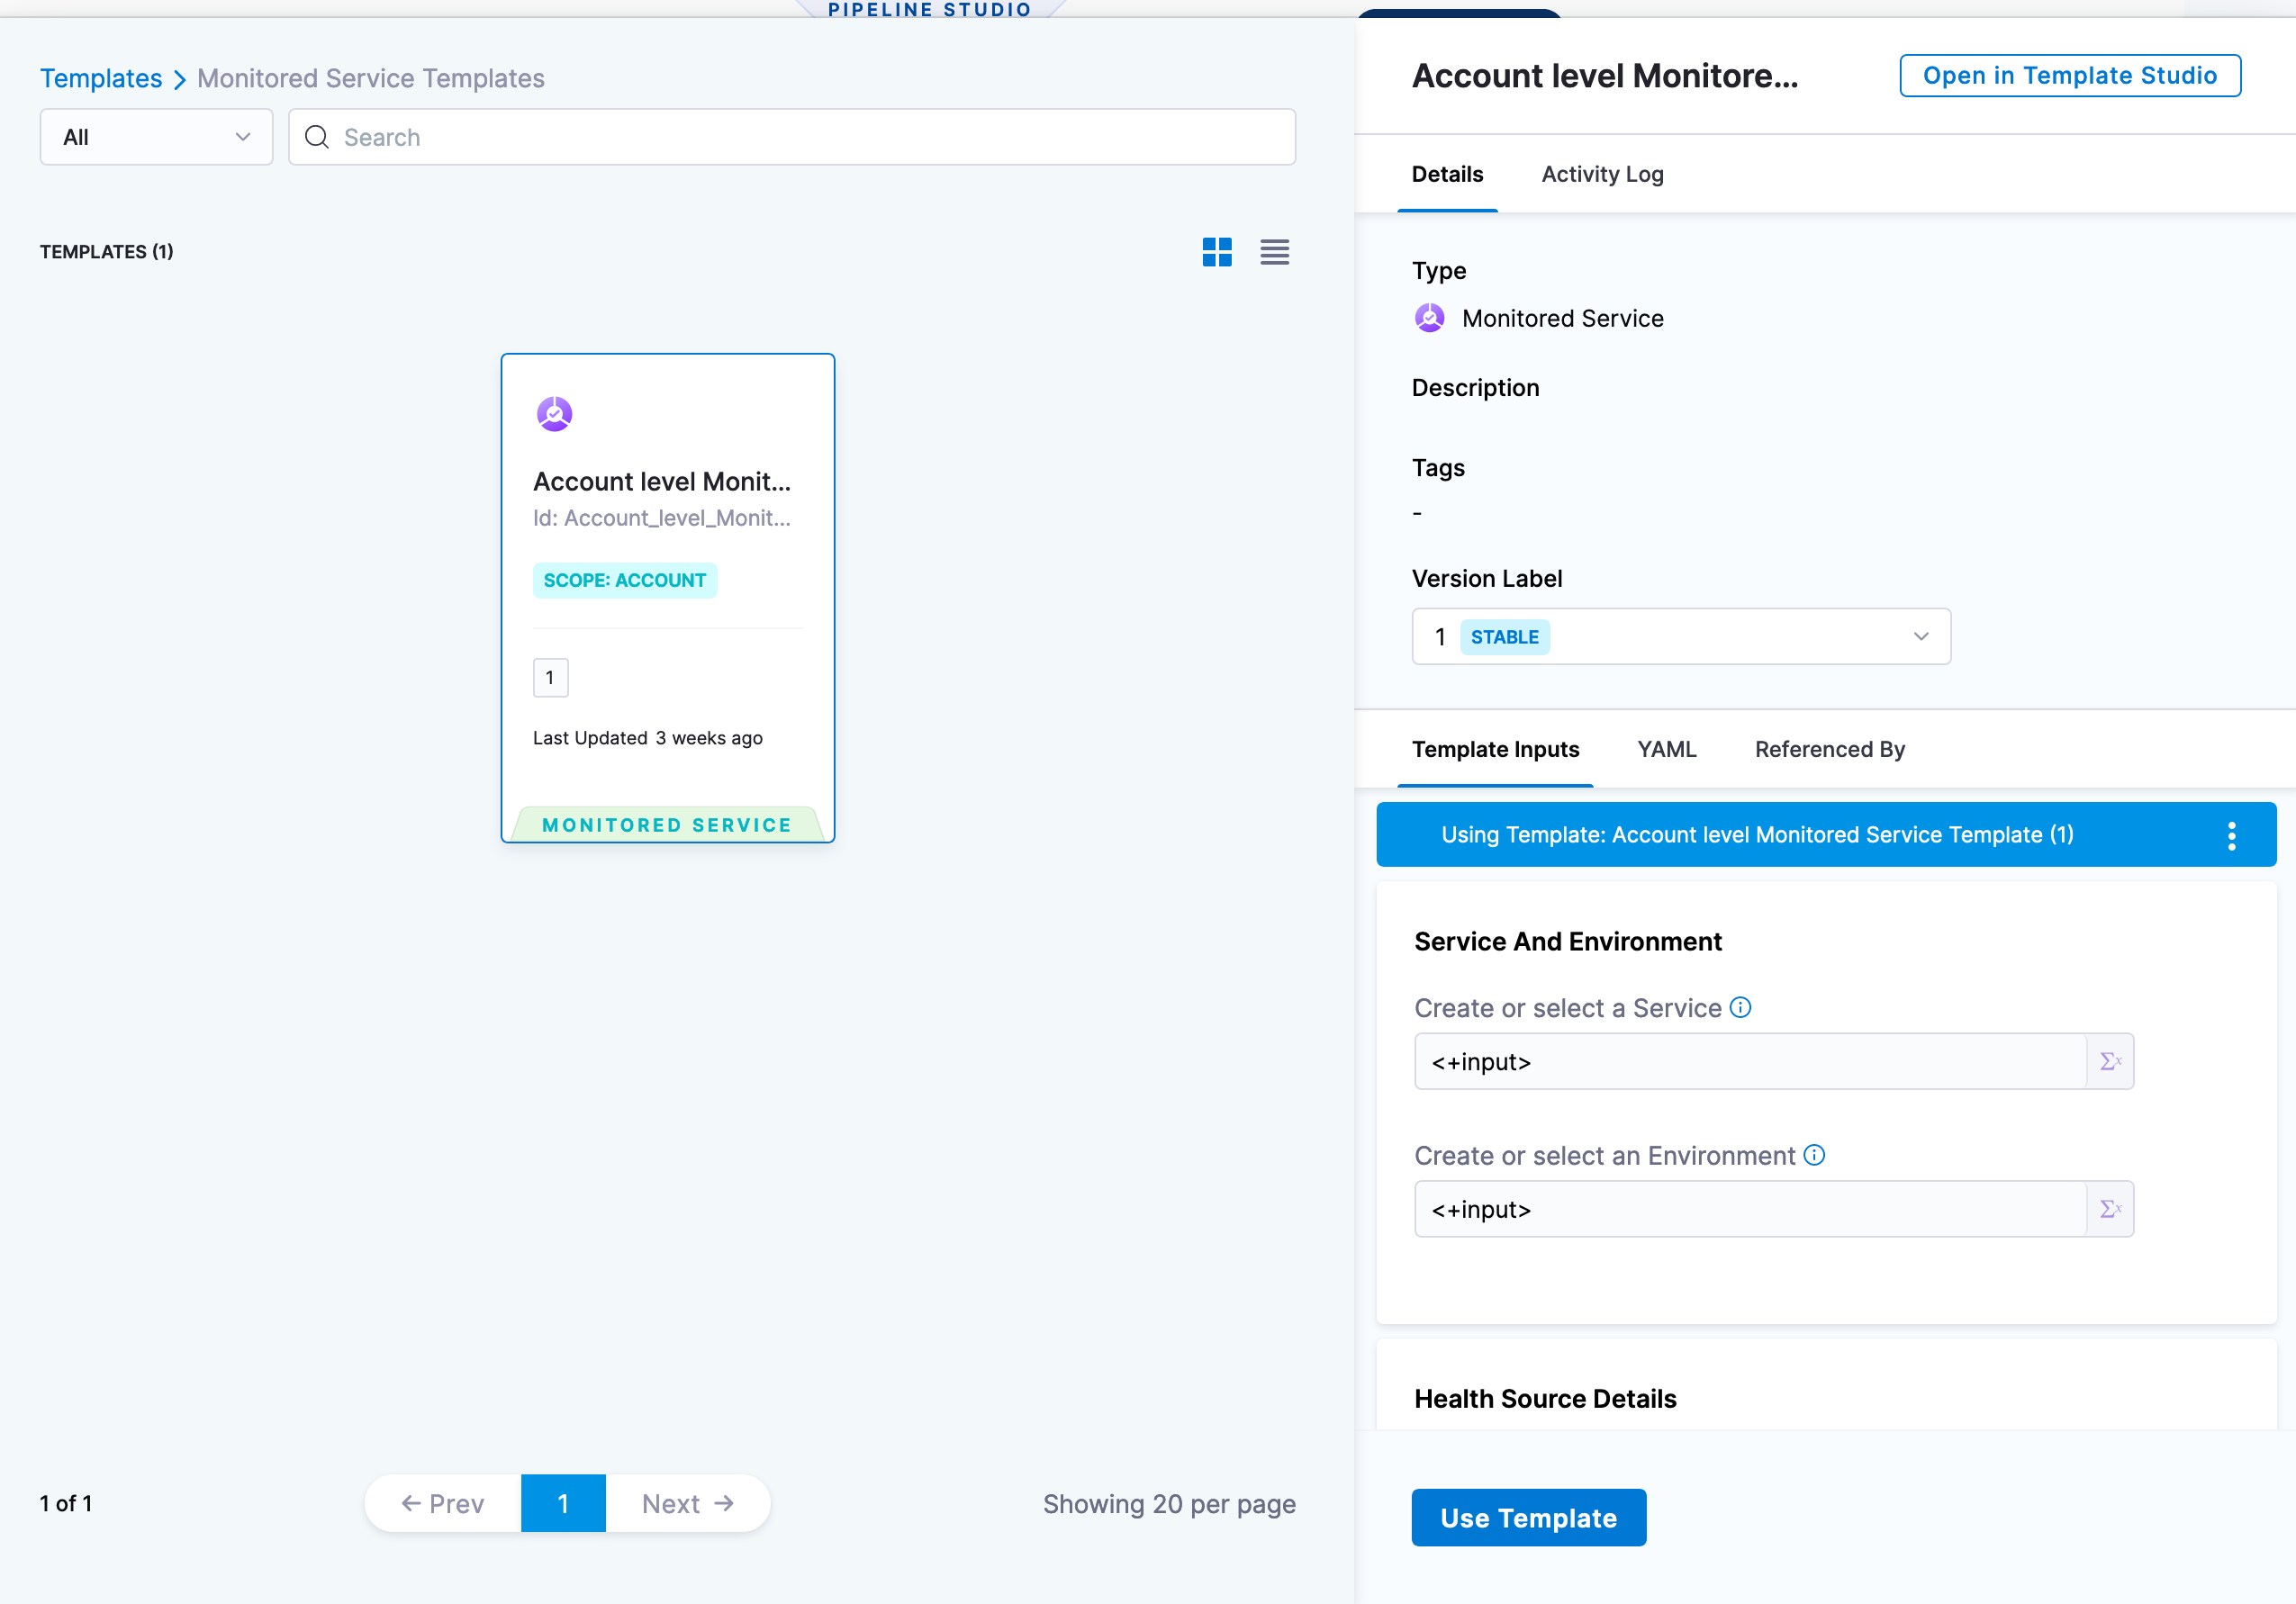 PIPELINE STUDIO
Templates > Monitored Service Templates
All
Search
TEMPLATES (1)
Account level Monit...
Id: Account_level_Monit...
SCOPE: ACCOUNT
1
Last Updated 3 weeks ago
MONITORED SERVICE
1 of 1
← Prev
1
Next →
Showing 20 per page
Account level Monitore...
Open in Template Studio
Details
Activity Log
Type
Monitored Service
Description
Tags
-
Version Label
1 STABLE
Template Inputs
YAML
Referenced By
Using Template: Account level Monitored Service Template (1)
Service And Environment
Create or select a Service
<+input>
Σx
Create or select an Environment
<+input>
Σx
Health Source Details
Use Template